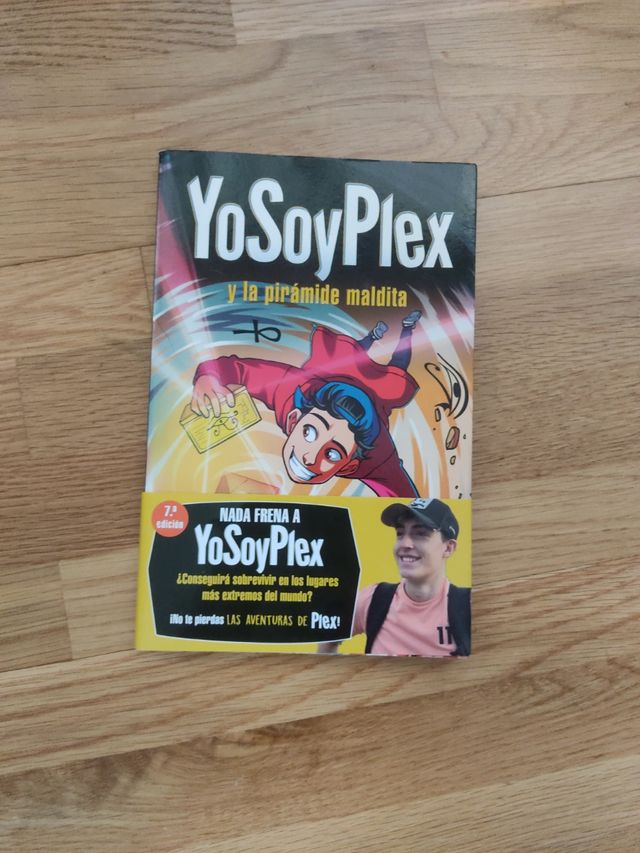 YoSoyPlex
y la pirámide maldita
7.ª
edición
NADA FRENA A
YoSoyPlex
¿Conseguirá sobrevivir en los lugares
más extremos del mundo?
¡No te pierdas LAS AVENTURAS DE Plex!
11